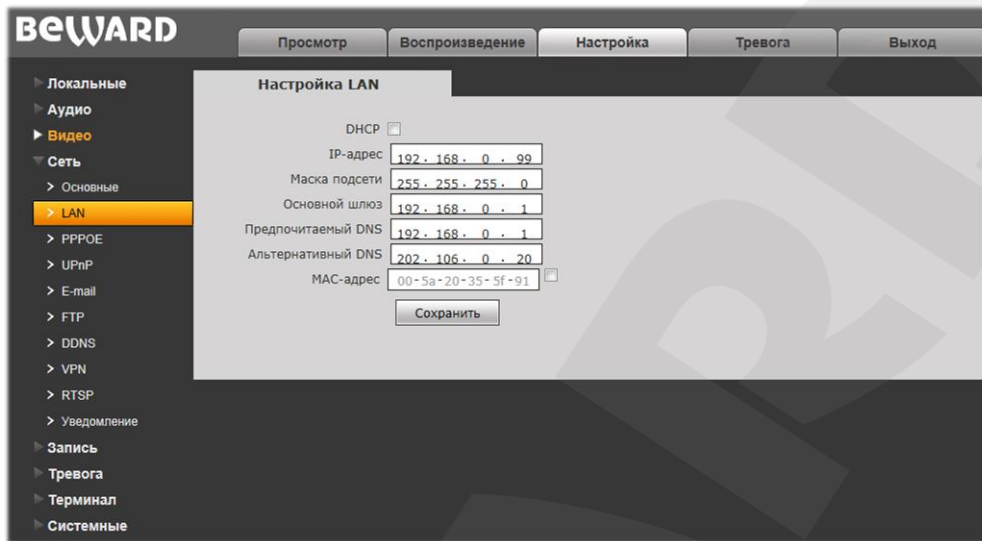 BEWARD
Просмотр Воспроизведение Настройка Тревога Выход
Локальные
Аудио
Видео
Сеть
Основные
LAN
PPPOE
UPnP
E-mail
FTP
DDNS
VPN
RTSP
Уведомление
Запись
Тревога
Терминал
Системные
Настройка LAN
DHCP
IP-адрес 192. 168. 0 . 99
Маска подсети 255. 255. 255. 0
Основной шлюз 192. 168. 0 . 1
Предпочитаемый DNS 192. 168. 0 . 1
Альтернативный DNS 202. 106. 0 . 20
MAC-адрес 00-5a-20-35-5f-91
Сохранить